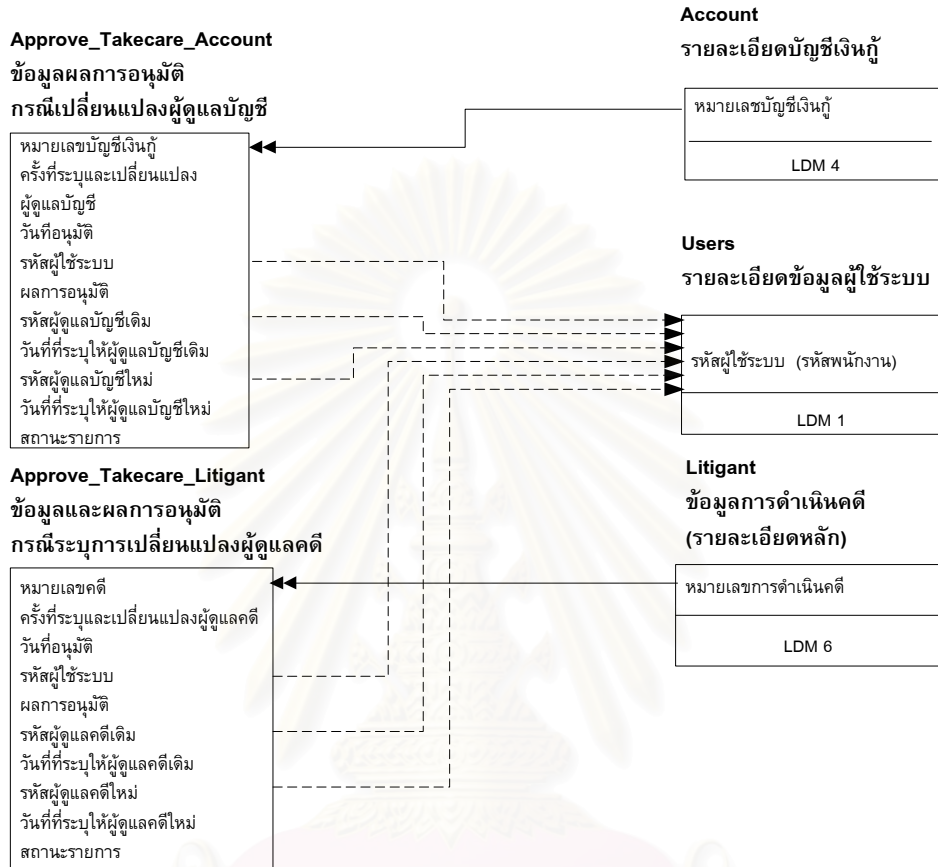 Approve_Takecare_Account
ข้อมูลผลการอนุมัติ
กรณีเปลี่ยนแปลงผู้ดูแลบัญชี
หมายเลขบัญชีเงินกู้
ครั้งที่ระบุและเปลี่ยนแปลง
ผู้ดูแลบัญชี
วันทีอนุมัติ
รหัสผู้ใช้ระบบ
ผลการอนุมัติ
รหัสผู้ดูแลบัญชีเดิม
วันที่ที่ระบุให้ผู้ดูแลบัญชีเดิม
รหัสผู้ดูแลบัญชีใหม่
วันที่ที่ระบุให้ผู้ดูแลบัญชีใหม่
สถานะรายการ
Account
รายละเอียดบัญชีเงินกู้
หมายเลชบัญชีเงินกู้
LDM 4
Users
รายละเอียดข้อมูลผู้ใช้ระบบ
รหัสผู้ใช้ระบบ (รหัสพนักงาน)
LDM 1
Approve_Takecare_Litigant
ข้อมูลและผลการอนุมัติ
กรณีระบุการเปลี่ยนแปลงผู้ดูแลคดี
หมายเลขคดี
ครั้งที่ระบุและเปลี่ยนแปลงผู้ดูแลคดี
วันที่อนุมัติ
รหัสผู้ใช้ระบบ
ผลการอนุมัติ
รหัสผู้ดูแลคดีเดิม
วันที่ที่ระบุให้ผู้ดูแลคดีเดิม
รหัสผู้ดูแลคดีใหม่
วันที่ที่ระบุให้ผู้ดูแลคดีใหม่
สถานะรายการ
Litigant
ข้อมูลการดำเนินคดี
(รายละเอียดหลัก)
หมายเลขการดำเนินคดี
LDM 6